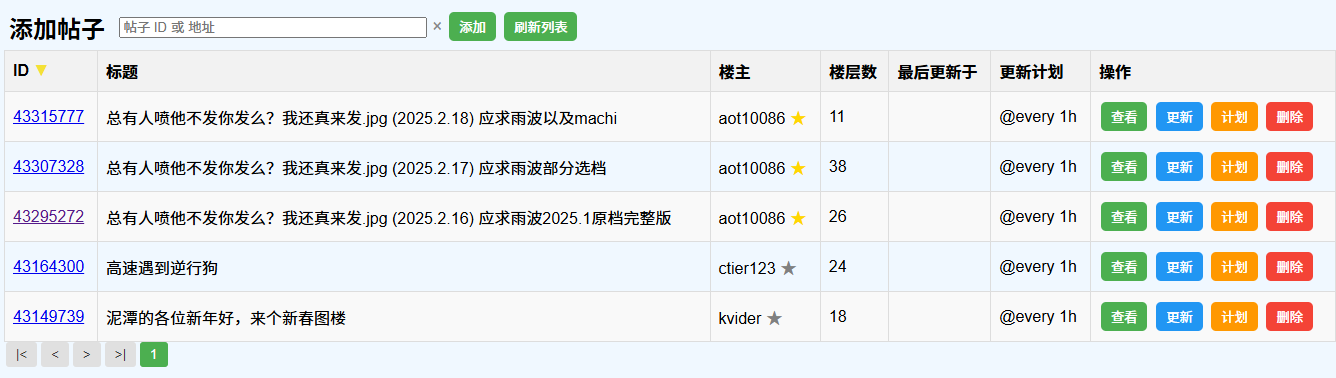 添加帖子 帖子 ID 或 地址 × 添加 刷新列表
ID ▼ 标题 楼主 楼层数 最后更新于 更新计划 操作
43315777 总有人喷他不发你发么？我还真来发.jpg (2025.2.18) 应求雨波以及machi aot10086 ★ 11 @every 1h 查看 更新 计划 删除
43307328 总有人喷他不发你发么？我还真来发.jpg (2025.2.17) 应求雨波部分选档 aot10086 ★ 38 @every 1h 查看 更新 计划 删除
43295272 总有人喷他不发你发么？我还真来发.jpg (2025.2.16) 应求雨波2025.1原档完整版 aot10086 ★ 26 @every 1h 查看 更新 计划 删除
43164300 高速遇到逆行狗 ctier123 ★ 24 @every 1h 查看 更新 计划 删除
43149739 泥潭的各位新年好，来个新春图楼 kvider ★ 18 @every 1h 查看 更新 计划 删除
|< < > >| 1